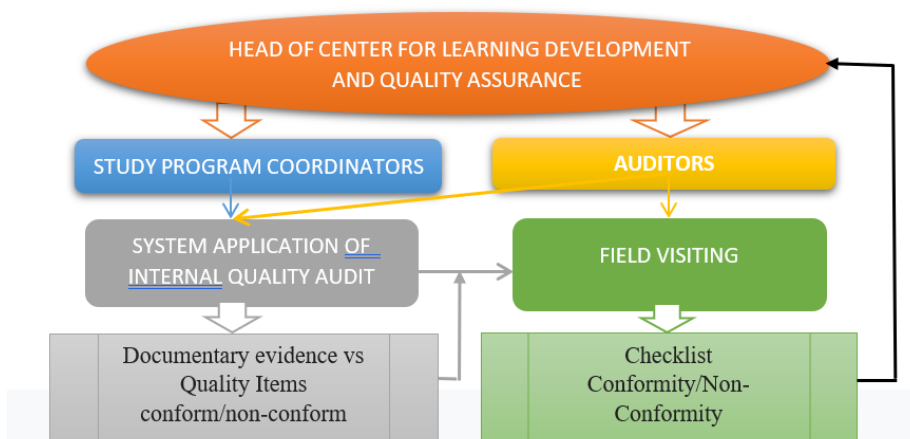 HEAD OF CENTER FOR LEARNING DEVELOPMENT
AND QUALITY ASSURANCE
STUDY PROGRAM COORDINATORS
AUDITORS
SYSTEM APPLICATION OF
INTERNAL QUALITY AUDIT
FIELD VISITING
Documentary evidence vs
Quality Items
conform/non-conform
Checklist
Conformity/Non-
Conformity